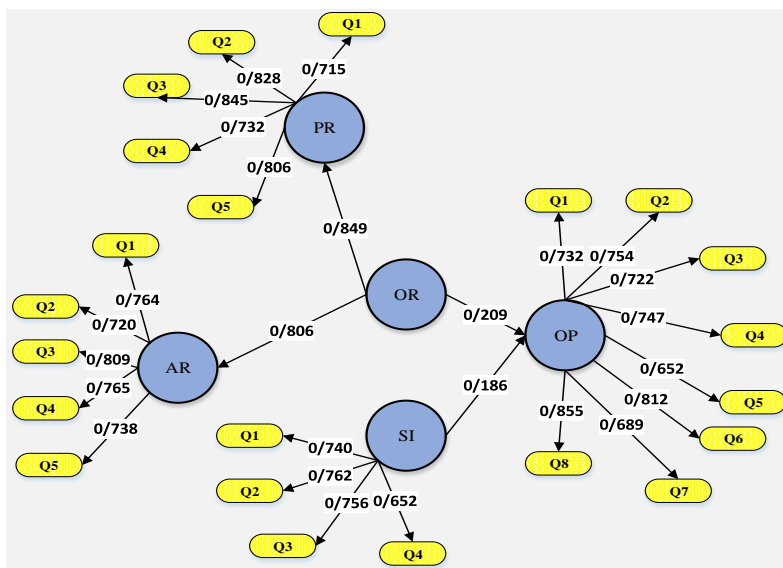 Q1
Q2
0/715
0/828
Q3
0/845
PR
0/732
Q4
0/806
Q5
0/849
Q1
Q2
0/732
0/754
Q3
0/722
Q1
0/764
OR
0/209
0/747
Q2
0/720
0/806
OP
Q4
Q3
0/809
AR
0/765
Q4
0/186
0/652
Q5
0/812
0/855
0/689
Q6
0/738
Q5
Q1
0/740
SI
0/762
Q2
0/756
0/652
Q8
Q7
Q3
Q4